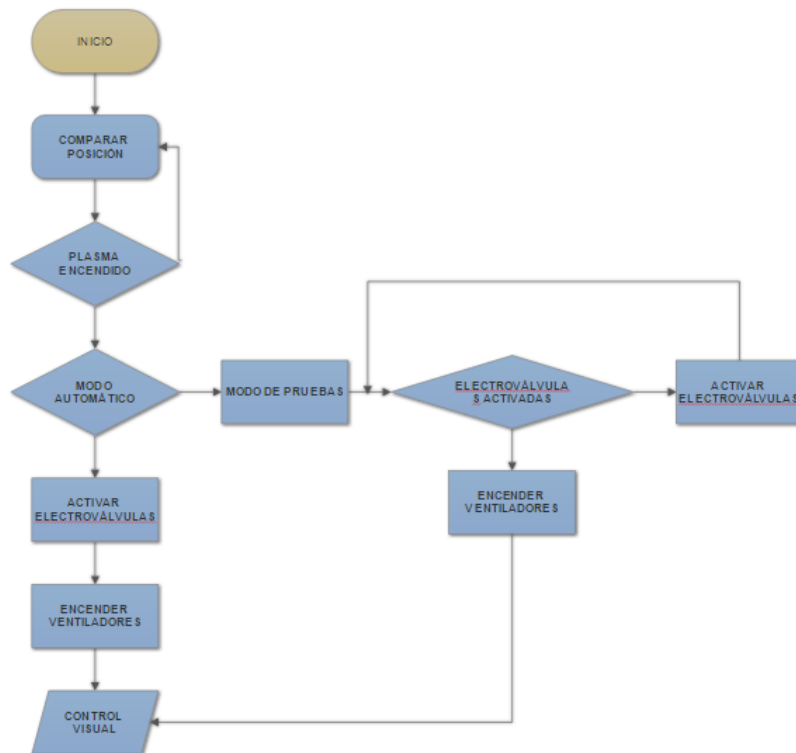 INICIO
COMPARAR
POSICIÓN
PLASMA
ENCENDIDO
MODO
AUTOMÁTICO
MODO DE PRUEBAS
ELECTROVÁLVULA
S ACTIVADAS
ACTIVAR
ELECTROVÁLVULAS
ACTIVAR
ELECTROVÁLVULAS
ENCENDER
VENTILADORES
ENCENDER
VENTILADORES
CONTROL
VISUAL